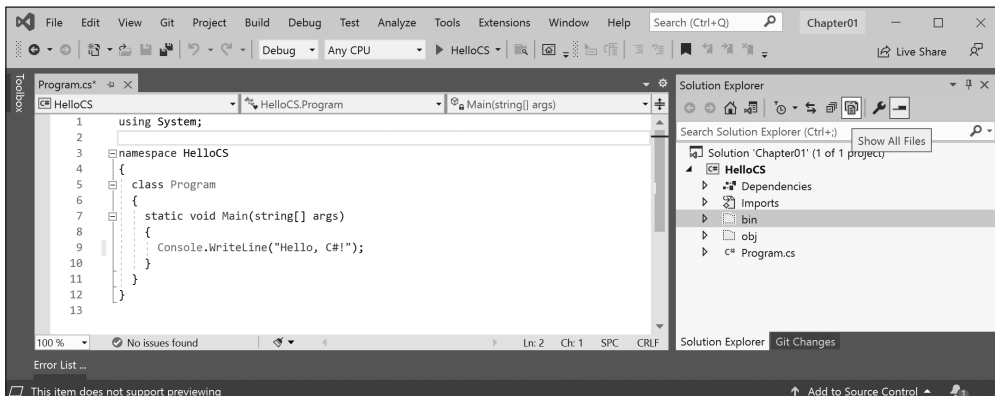 File Edit View Git Project Build Debug Test Analyze Tools Extensions Window Help Search (Ctrl+Q) Chapter01
Debug Any CPU HelloCS Live Share
Toolbox
Program.cs*
C# HelloCS HelloCS.Program Main(string[] args)
1 using System;
2
3 namespace HelloCS
4 {
5 class Program
6 {
7 static void Main(string[] args)
8 {
9 Console.WriteLine("Hello, C#!");
10 }
11 }
12 }
13
100 % No issues found Ln: 2 Ch: 1 SPC CRLF
Error List ...
This item does not support previewing
Solution Explorer
Search Solution Explorer (Ctrl+;)
Show All Files
Solution 'Chapter01' (1 of 1 project)
C# HelloCS
Dependencies
Imports
bin
obj
C# Program.cs
Solution Explorer Git Changes
Add to Source Control 1